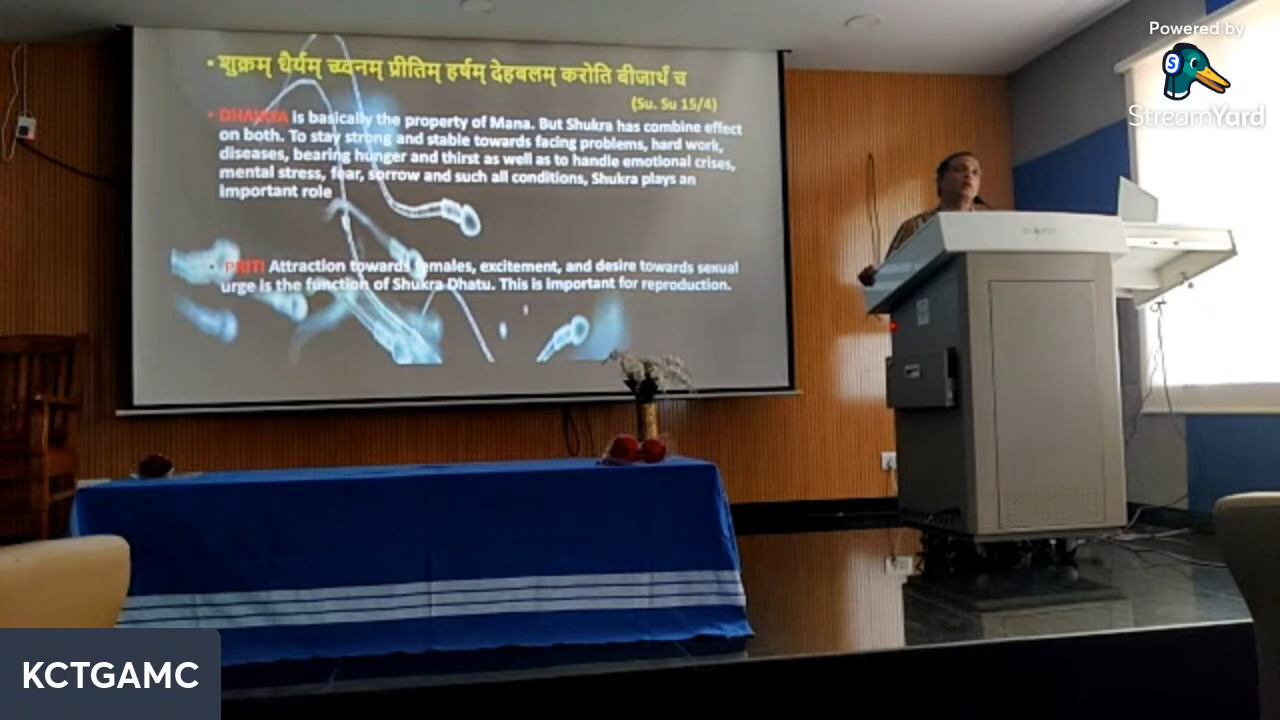 • शुक्रम् धैर्यम् च्यवनम् प्रीतिम् हर्षम् देहबलम् करोति बीजार्थं च
(Su. Su 15/4)
• DHAIRYA is basically the property of Mana. But Shukra has combine effect
on both. To stay strong and stable towards facing problems, hard work,
diseases, bearing hunger and thirst as well as to handle emotional crises,
mental stress, fear, sorrow and such all conditions, Shukra plays an
important role
• PRITI Attraction towards females, excitement, and desire towards sexual
urge is the function of Shukra Dhatu. This is important for reproduction.
Powered by
S
StreamYard
KCTGAMC